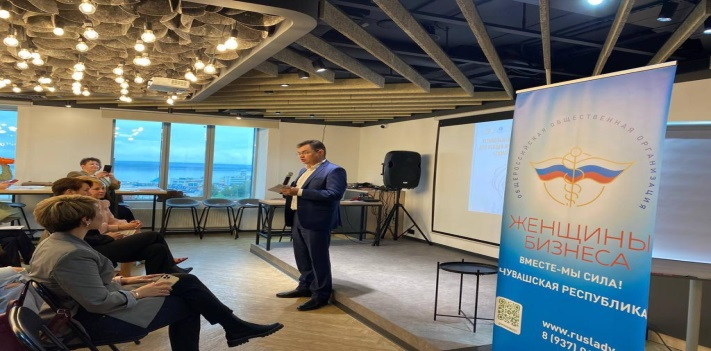 ОБЩЕРОССИЙСКАЯ ОБЩЕСТВЕННАЯ ОРГАНИЗАЦИЯ
ЖЕНЩИНЫ
БИЗНЕСА
ВМЕСТЕ-МЫ СИЛА!
ЧУВАШСКАЯ РЕСПУБЛИКА
www.ruslady
8 (937)